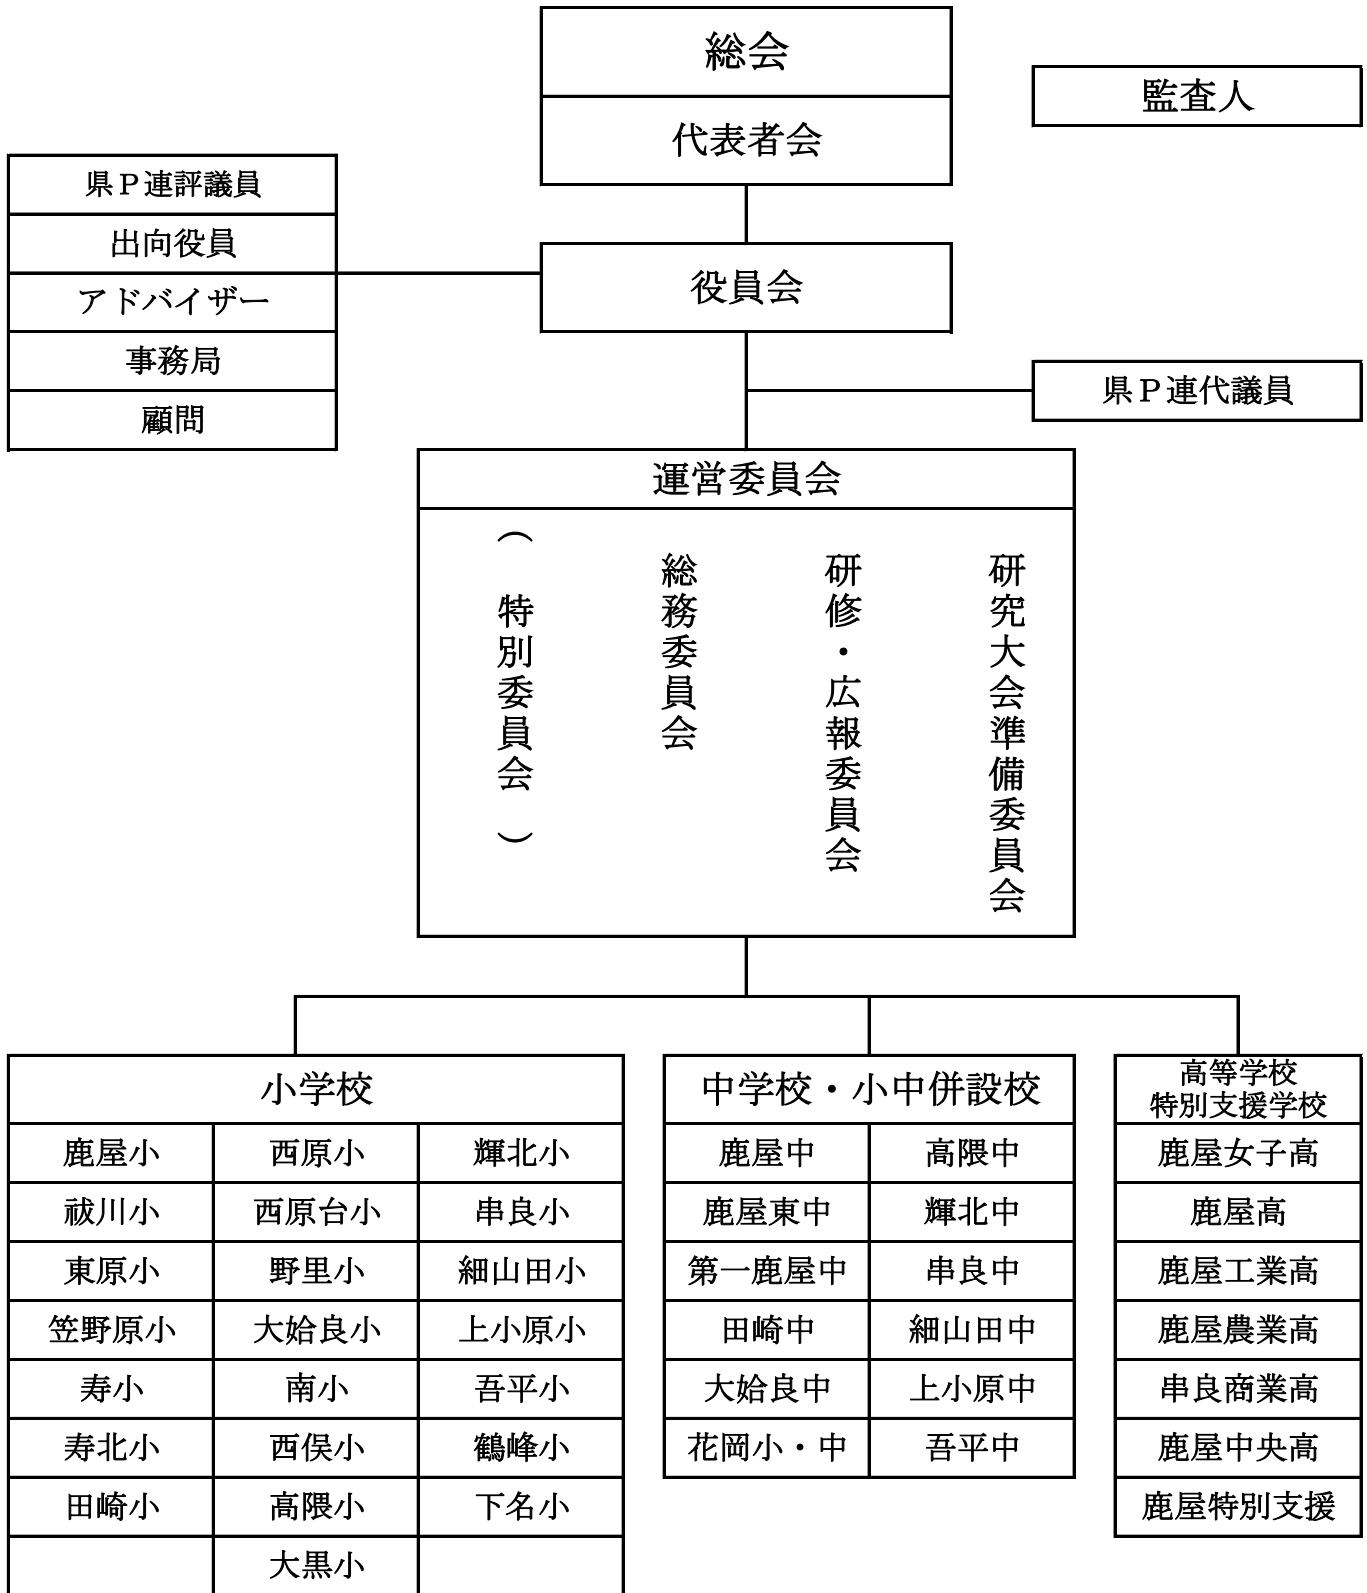 総会
代表者会
監査人
県Ｐ連評議員
出向役員
アドバイザー
事務局
顧問
役員会
県Ｐ連代議員
運営委員会
（特別委員会）
総務委員会
研修・広報委員会
研究大会準備委員会
小学校
鹿屋小 西原小 輝北小
祓川小 西原台小 串良小
東原小 野里小 細山田小
笠野原小 大姶良小 上小原小
寿小 南小 吾平小
寿北小 西俣小 鶴峰小
田崎小 高隈小 下名小
大黒小
中学校・小中併設校
鹿屋中 高隈中
鹿屋東中 輝北中
第一鹿屋中 串良中
田崎中 細山田中
大姶良中 上小原中
花岡小・中 吾平中
高等学校
特別支援学校
鹿屋女子高
鹿屋高
鹿屋工業高
鹿屋農業高
串良商業高
鹿屋中央高
鹿屋特別支援